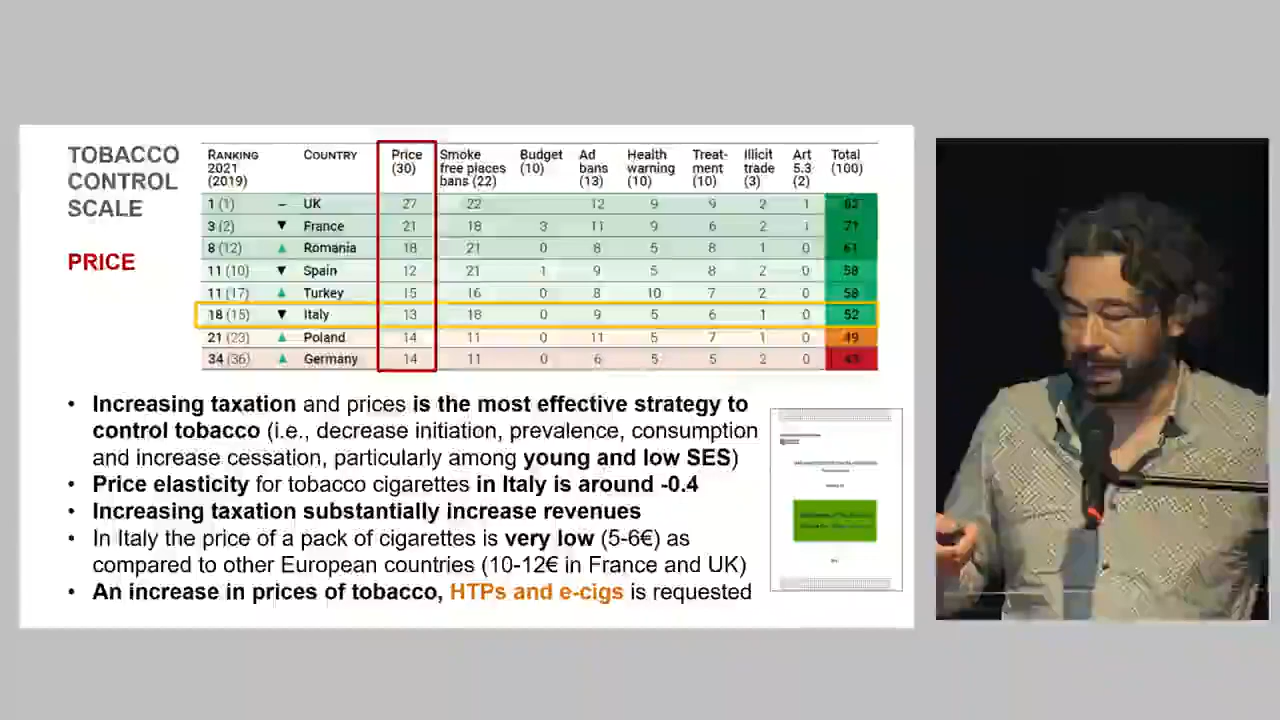 TOBACCO
CONTROL
SCALE
PRICE
RANKING 2021 (2019) COUNTRY Price (30) Smoke free places bans (22) Budget (10) Ad bans (13) Health warning (10) Treat- ment (10) Illicit trade (3) Art 5.3 (2) Total (100)
1 (1) – UK 27 22 12 9 9 2 1 82
3 (2) ▼ France 21 18 3 11 9 6 2 1 71
8 (12) ▲ Romania 18 21 0 8 5 8 1 0 61
11 (10) ▼ Spain 12 21 1 9 5 8 2 0 58
11 (17) ▲ Turkey 15 16 0 8 10 7 2 0 58
18 (15) ▼ Italy 13 18 0 9 5 6 1 0 52
21 (23) ▲ Poland 14 11 0 11 5 7 1 0 49
34 (36) ▲ Germany 14 11 0 6 5 5 2 0 43
• Increasing taxation and prices is the most effective strategy to
control tobacco (i.e., decrease initiation, prevalence, consumption
and increase cessation, particularly among young and low SES)
• Price elasticity for tobacco cigarettes in Italy is around -0.4
• Increasing taxation substantially increase revenues
• In Italy the price of a pack of cigarettes is very low (5-6€) as
compared to other European countries (10-12€ in France and UK)
• An increase in prices of tobacco, HTPs and e-cigs is requested